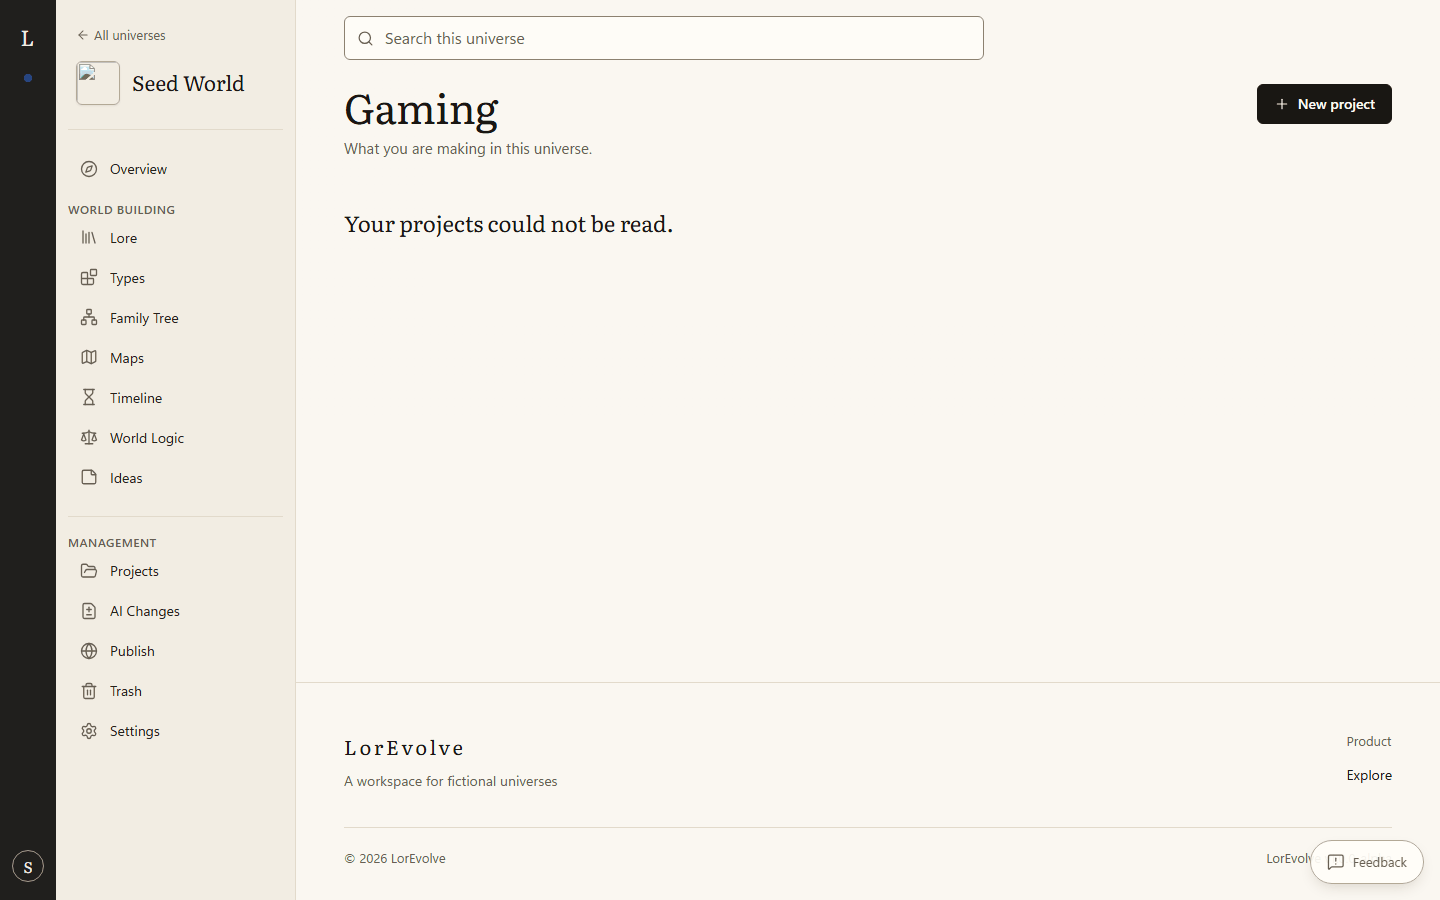 L
All universes
Seed World
Overview
WORLD BUILDING
Lore
Types
Family Tree
Maps
Timeline
World Logic
Ideas
MANAGEMENT
Projects
AI Changes
Publish
Trash
Settings
S
Search this universe
Gaming
New project
What you are making in this universe.
Your projects could not be read.
LorEvolve
A workspace for fictional universes
Product
Explore
© 2026 LorEvolve
Feedback